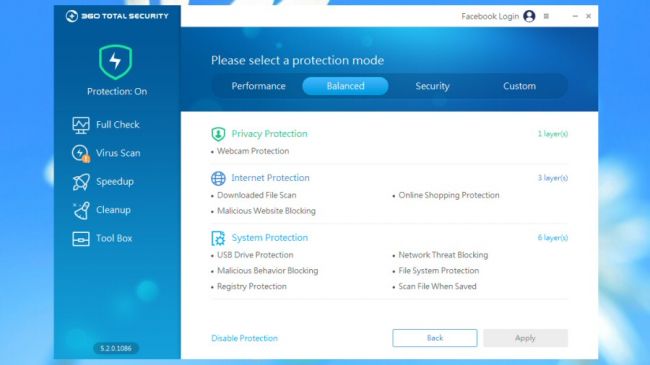 360 TOTAL SECURITY
Facebook Login
Protection: On
Full Check
Virus Scan
Speedup
Cleanup
Tool Box
5.2.0.1086
Please select a protection mode
Performance Balanced Security Custom
Privacy Protection 1 layer(s)
• Webcam Protection
Internet Protection 3 layer(s)
• Downloaded File Scan • Online Shopping Protection
• Malicious Website Blocking
System Protection 6 layer(s)
• USB Drive Protection • Network Threat Blocking
• Malicious Behavior Blocking • File System Protection
• Registry Protection • Scan File When Saved
Disable Protection Back Apply